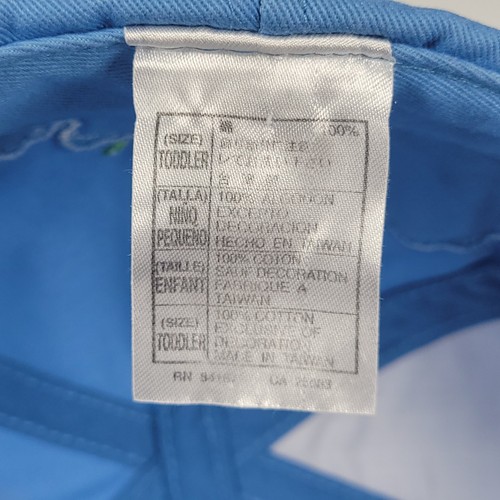 (SIZE)
TODDLER
綿 100%
(TALLA)
NIÑO
PEQUEÑO
100% ALGODON
EXCEPTO
DECORACION
HECHO EN TAIWAN
(TAILLE)
ENFANT
100% COTON
SAUF DECORATION
FABRIQUE A
TAIWAN
(SIZE)
TODDLER
100% COTTON
EXCLUSIVE OF
DECORATION
MADE IN TAIWAN
RN CA